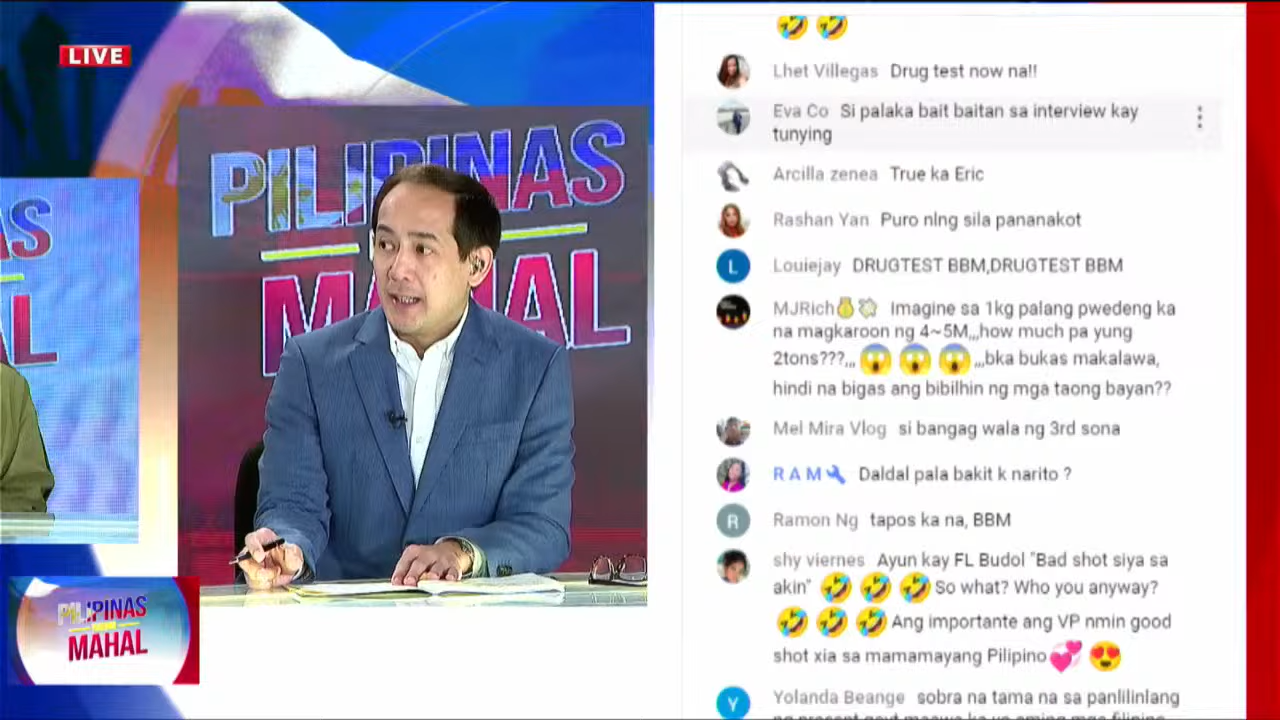 LIVE
PILIPINAS
MAHAL
AS
AL
PILIPINAS
MAHAL
Lhet Villegas Drug test now na!!
Eva Co Si palaka bait baitan sa interview kay
tunying
Arcilla zenea True ka Eric
Rashan Yan Puro nlng sila pananakot
L Louiejay DRUGTEST BBM,DRUGTEST BBM
MJRich Imagine sa 1kg palang pwedeng ka
na magkaroon ng 4~5M,,,how much pa yung
2tons???,,, 😱 😱 😱 ,,,bka bukas makalawa,
hindi na bigas ang bibilhin ng mga taong bayan??
Mel Mira Vlog si bangag wala ng 3rd sona
R A M Daldal pala bakit k narito ?
R Ramon Ng tapos ka na, BBM
shy viernes Ayun kay FL Budol "Bad shot siya sa
akin" 🤣 🤣 🤣 So what? Who you anyway?
🤣 🤣 🤣 Ang importante ang VP nmin good
shot xia sa mamamayang Pilipino 💞 😍
Y Yolanda Beange sobra na tama na sa panlilinlang